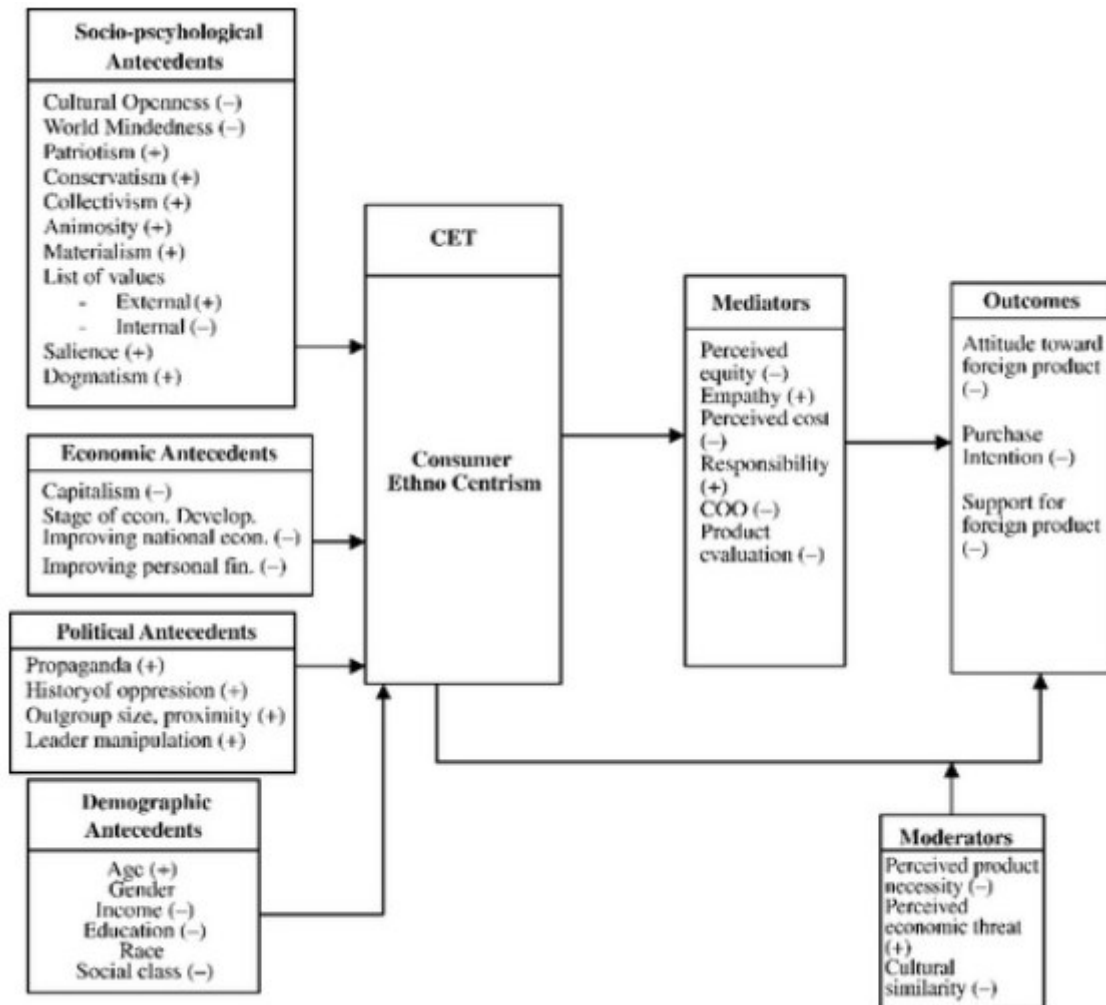 Socio-pscyhological
Antecedents
Cultural Openness (–)
World Mindedness (–)
Patriotism (+)
Conservatism (+)
Collectivism (+)
Animosity (+)
Materialism (+)
List of values
- External (+)
- Internal (–)
Salience (+)
Dogmatism (+)
Economic Antecedents
Capitalism (–)
Stage of econ. Develop.
Improving national econ. (–)
Improving personal fin. (–)
Political Antecedents
Propaganda (+)
Historyof oppression (+)
Outgroup size, proximity (+)
Leader manipulation (+)
Demographic
Antecedents
Age (+)
Gender
Income (–)
Education (–)
Race
Social class (–)
CET
Consumer
Ethno Centrism
Mediators
Perceived
equity (–)
Empathy (+)
Perceived cost
(–)
Responsibility
(+)
COO (–)
Product
evaluation (–)
Outcomes
Attitude toward
foreign product
(–)
Purchase
Intention (–)
Support for
foreign product
(–)
Moderators
Perceived product
necessity (–)
Perceived
economic threat
(+)
Cultural
similarity (–)